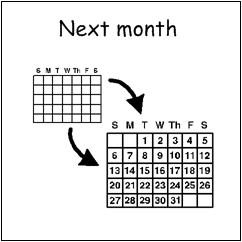 Next month
S M T W Th F S
S M T W Th F S
1 2 3 4 5
6 7 8 9 10 11 12
13 14 15 16 17 18 19
20 21 22 23 24 25 26
27 28 29 30 31